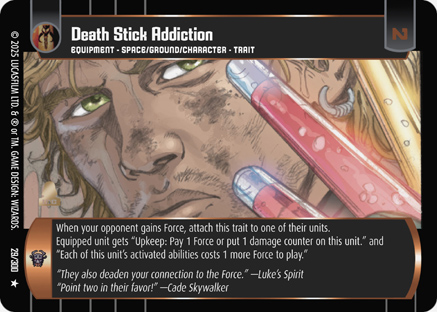 Death Stick Addiction
EQUIPMENT - SPACE/GROUND/CHARACTER - TRAIT
2
When your opponent gains Force, attach this trait to one of their units.
Equipped unit gets “Upkeep: Pay 1 Force or put 1 damage counter on this unit.” and
“Each of this unit's activated abilities costs 1 more Force to play.”
“They also deaden your connection to the Force.” —Luke's Spirit
“Point two in their favor!” —Cade Skywalker
© 2025 LUCASFILM LTD. & ® or TM. GAME DESIGN: WIZARDS.
29/300